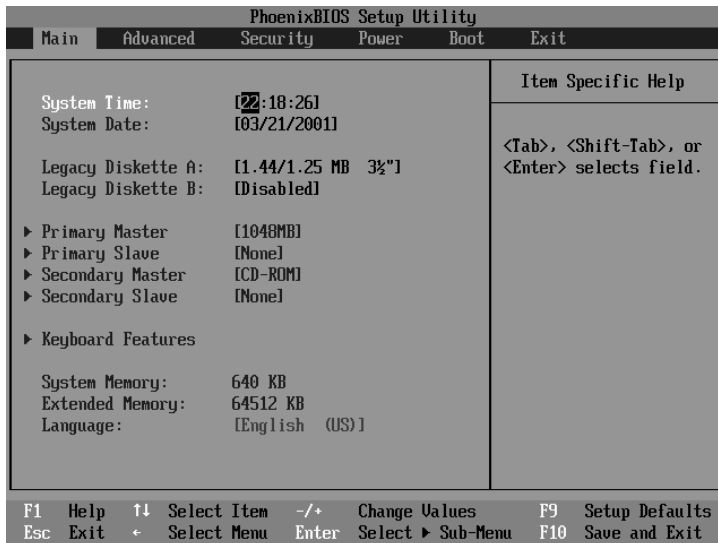 PhoenixBIOS Setup Utility
Main Advanced Security Power Boot Exit
System Time: [22:18:26]
System Date: [03/21/2001]
Legacy Diskette A: [1.44/1.25 MB 3½"]
Legacy Diskette B: [Disabled]
▶ Primary Master [1048MB]
▶ Primary Slave [None]
▶ Secondary Master [CD-ROM]
▶ Secondary Slave [None]
▶ Keyboard Features
System Memory: 640 KB
Extended Memory: 64512 KB
Language: [English (US)]
Item Specific Help
<Tab>, <Shift-Tab>, or
<Enter> selects field.
F1 Help ↑↓ Select Item -/+ Change Values F9 Setup Defaults
Esc Exit ← Select Menu Enter Select ▶ Sub-Menu F10 Save and Exit